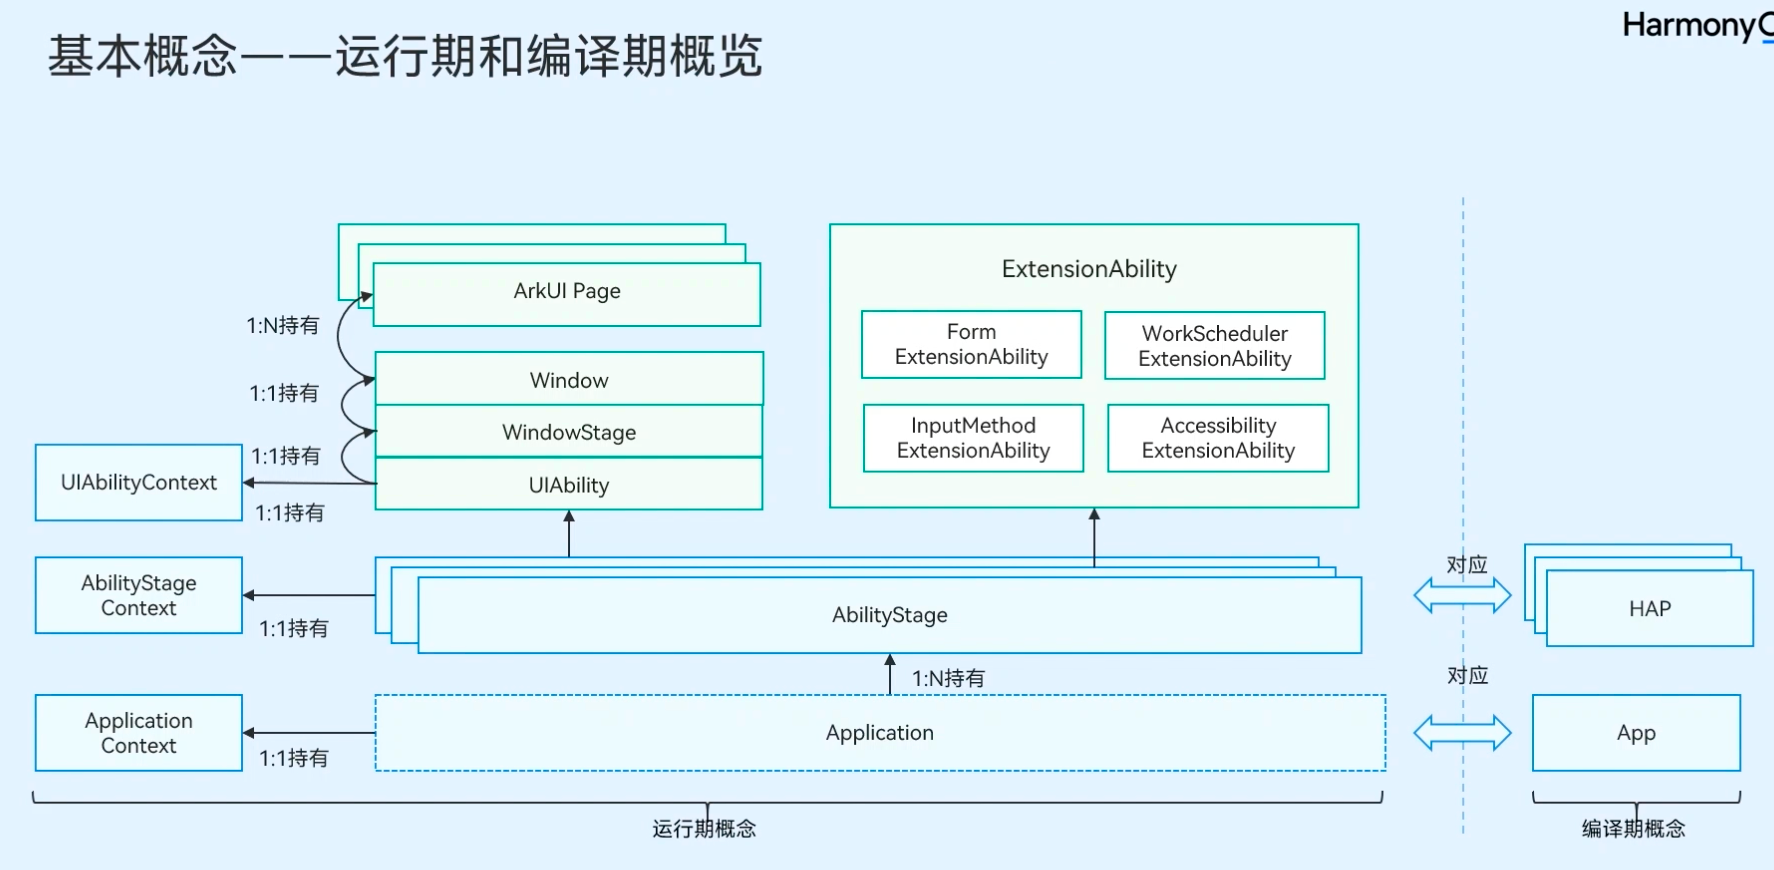 HarmonyO
基本概念——运行期和编译期概览
ArkUI Page
1:N持有
Window
1:1持有
WindowStage
1:1持有
UIAbility
UIAbilityContext
1:1持有
ExtensionAbility
Form
ExtensionAbility
WorkScheduler
ExtensionAbility
InputMethod
ExtensionAbility
Accessibility
ExtensionAbility
AbilityStage
Context
1:1持有
AbilityStage
对应
HAP
1:N持有
对应
Application
Context
1:1持有
Application
App
运行期概念
编译期概念